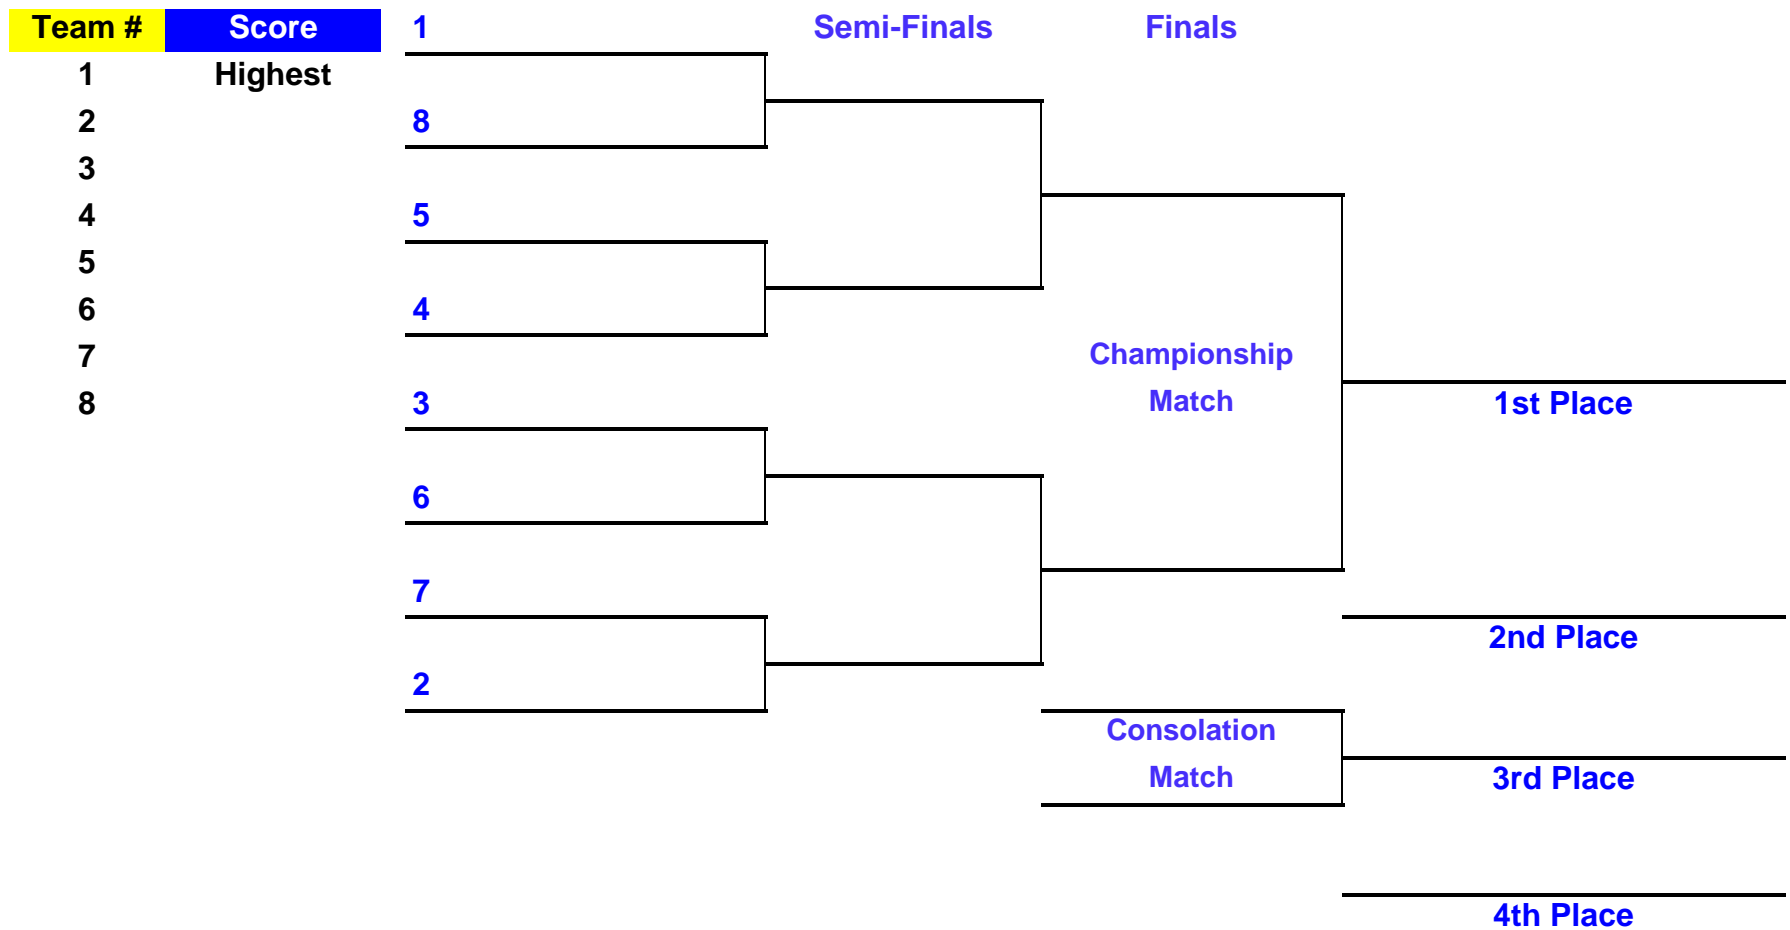 Team # Score 1 Semi-Finals Finals
1 Highest
2 8
3
4 5
5
6 4
7 Championship
8 3 Match 1st Place
6
7
2nd Place
2
Consolation
Match 3rd Place
4th Place